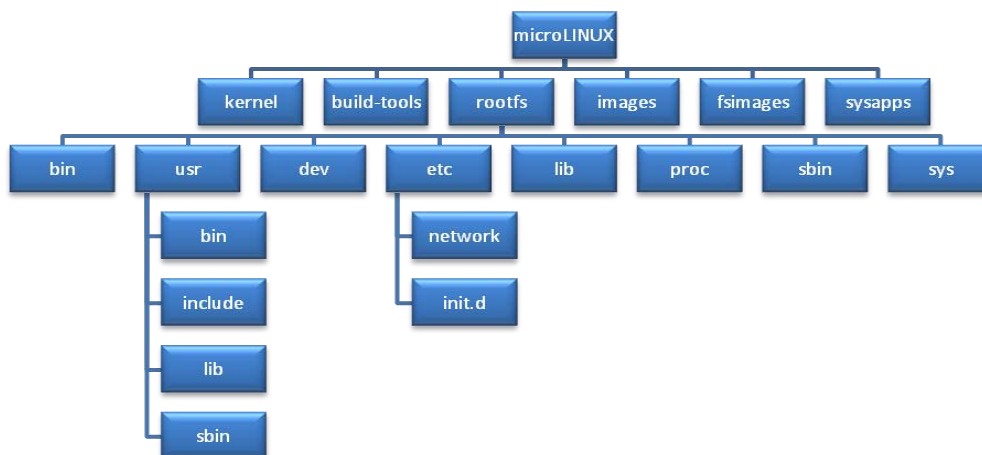 microLINUX
kernel build-tools rootfs images fsimages sysapps
bin usr dev etc lib proc sbin sys
bin network
include init.d
lib
sbin